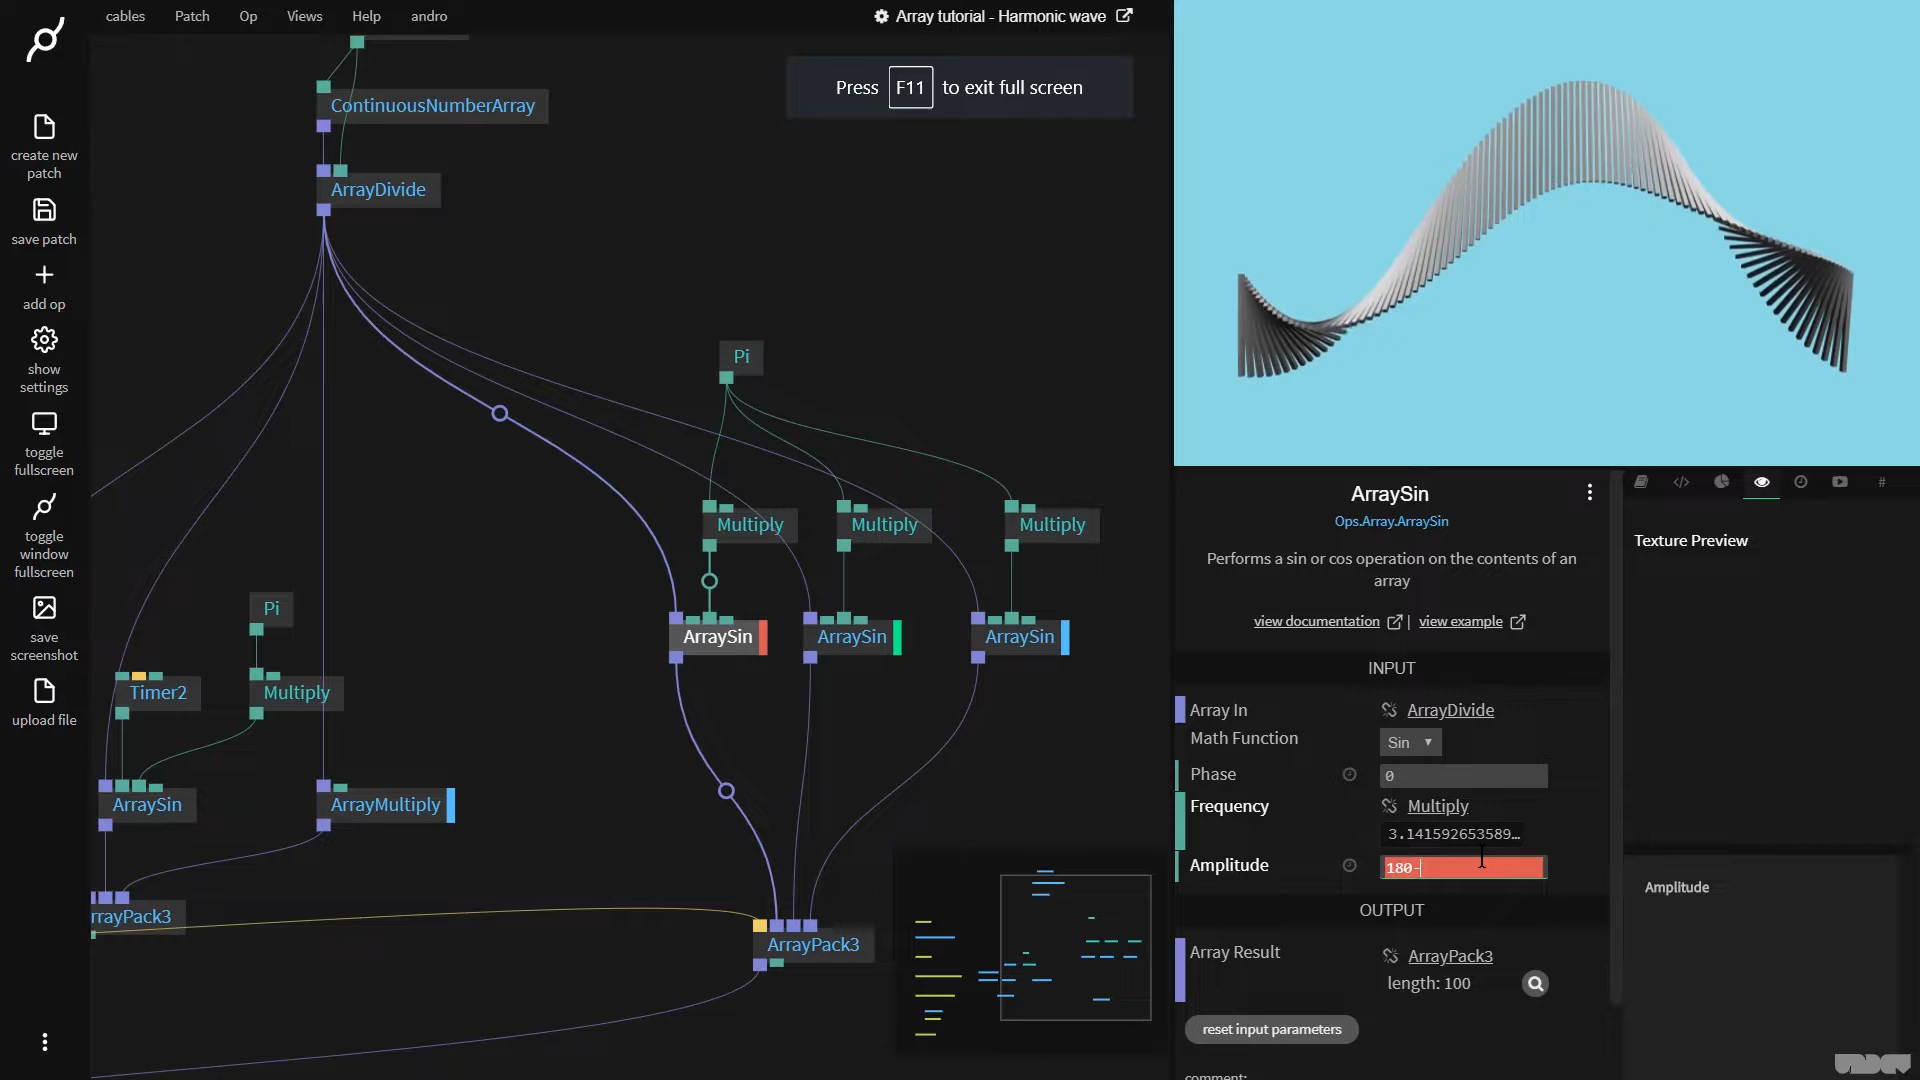 cables Patch Op Views Help andro
Array tutorial - Harmonic wave
Press F11 to exit full screen
create new
patch
save patch
add op
show
settings
toggle
fullscreen
toggle
window
fullscreen
save
screenshot
upload file
ContinuousNumberArray
ArrayDivide
Pi
Multiply
Multiply
Multiply
ArraySin
ArraySin
ArraySin
Pi
Timer2
Multiply
ArraySin
ArrayMultiply
rrayPack3
ArrayPack3
ArraySin
Ops.Array.ArraySin
Performs a sin or cos operation on the contents of an
array
view documentation | view example
INPUT
Array In ArrayDivide
Math Function Sin
Phase 0
Frequency Multiply
3.141592653589…
Amplitude 180-
OUTPUT
Array Result ArrayPack3
length: 100
reset input parameters
comment:
#
Texture Preview
Amplitude